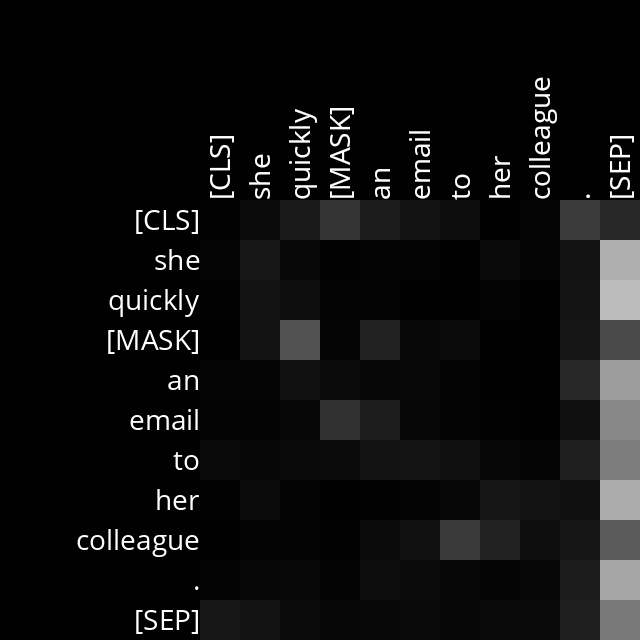 [CLS] she quickly [MASK] an email to her colleague . [SEP]
[CLS]
she
quickly
[MASK]
an
email
to
her
colleague
.
[SEP]